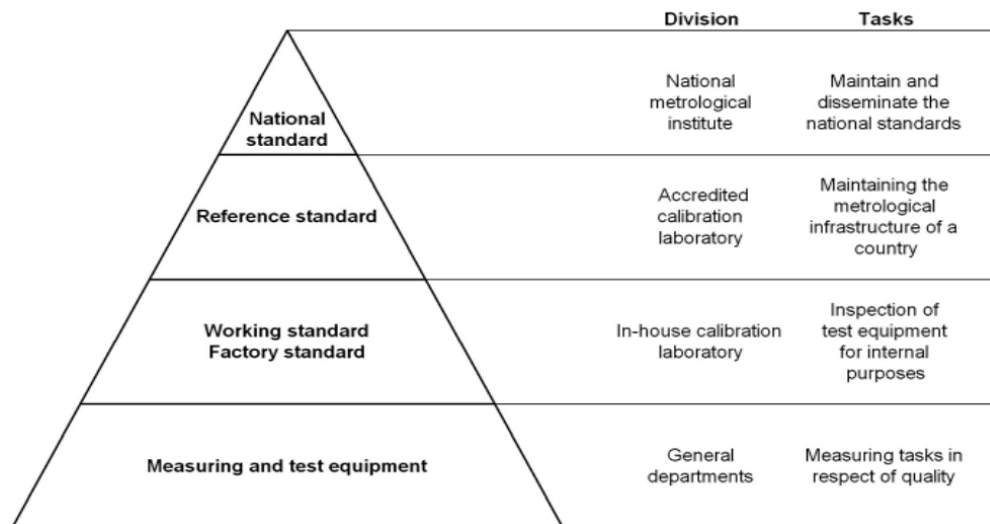 Division Tasks
National
standard
National
metrological
institute
Maintain and
disseminate the
national standards
Reference standard
Accredited
calibration
laboratory
Maintaining the
metrological
infrastructure of a
country
Working standard
Factory standard
In-house calibration
laboratory
Inspection of
test equipment
for internal
purposes
Measuring and test equipment
General
departments
Measuring tasks in
respect of quality